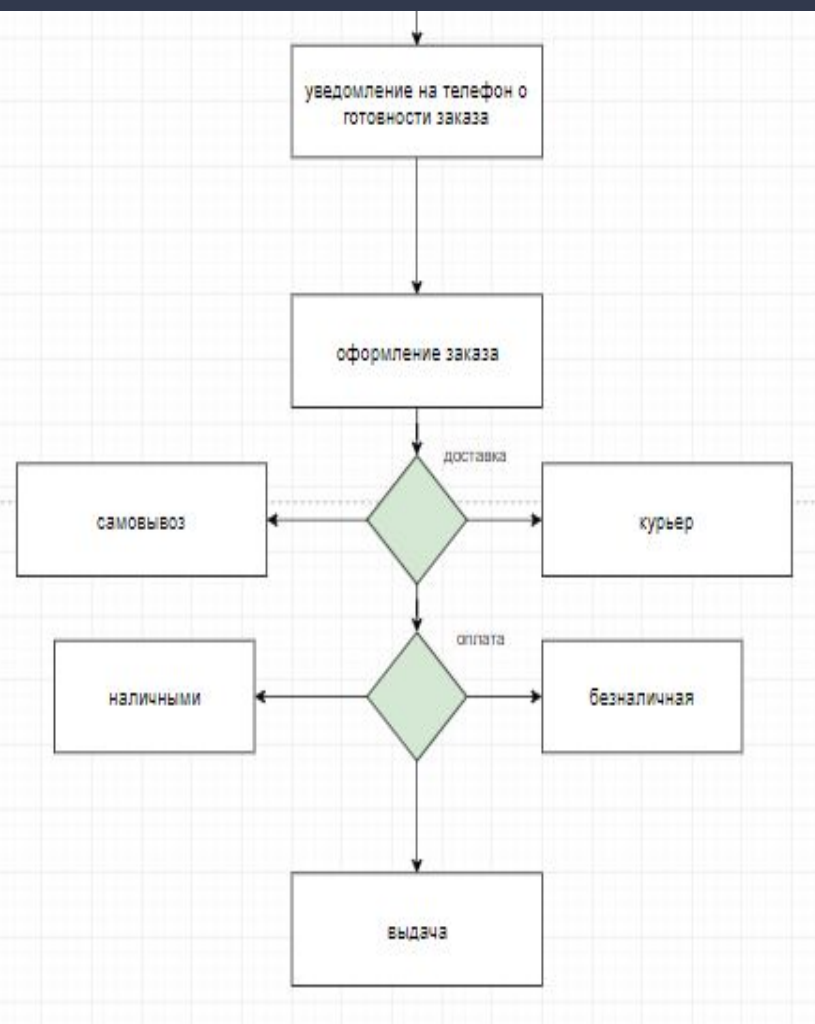 уведомление на телефон о
готовности заказа
оформление заказа
доставка
самовывоз
курьер
оплата
наличными
безналичная
выдача